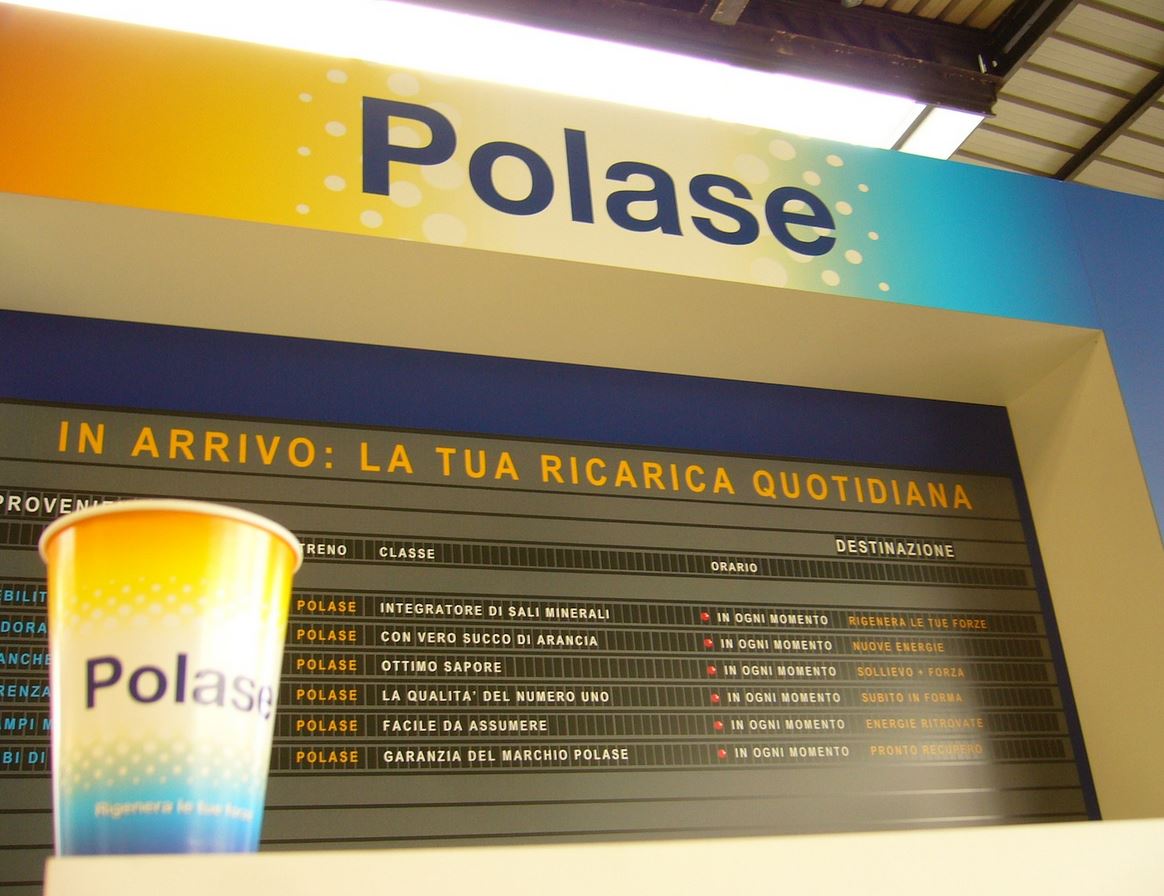 Polase
IN ARRIVO: LA TUA RICARICA QUOTIDIANA
DESTINAZIONE
TRENO CLASSE ORARIO
POLASE INTEGRATORE DI SALI MINERALI IN OGNI MOMENTO RIGENERA LE TUE FORZE
POLASE CON VERO SUCCO DI ARANCIA IN OGNI MOMENTO NUOVE ENERGIE
POLASE OTTIMO SAPORE IN OGNI MOMENTO SOLLIEVO + FORZA
POLASE LA QUALITA' DEL NUMERO UNO IN OGNI MOMENTO SUBITO IN FORMA
POLASE FACILE DA ASSUMERE IN OGNI MOMENTO ENERGIE RITROVATE
POLASE GARANZIA DEL MARCHIO POLASE IN OGNI MOMENTO PRONTO RECUPERO
Polase
Rigenera le tue